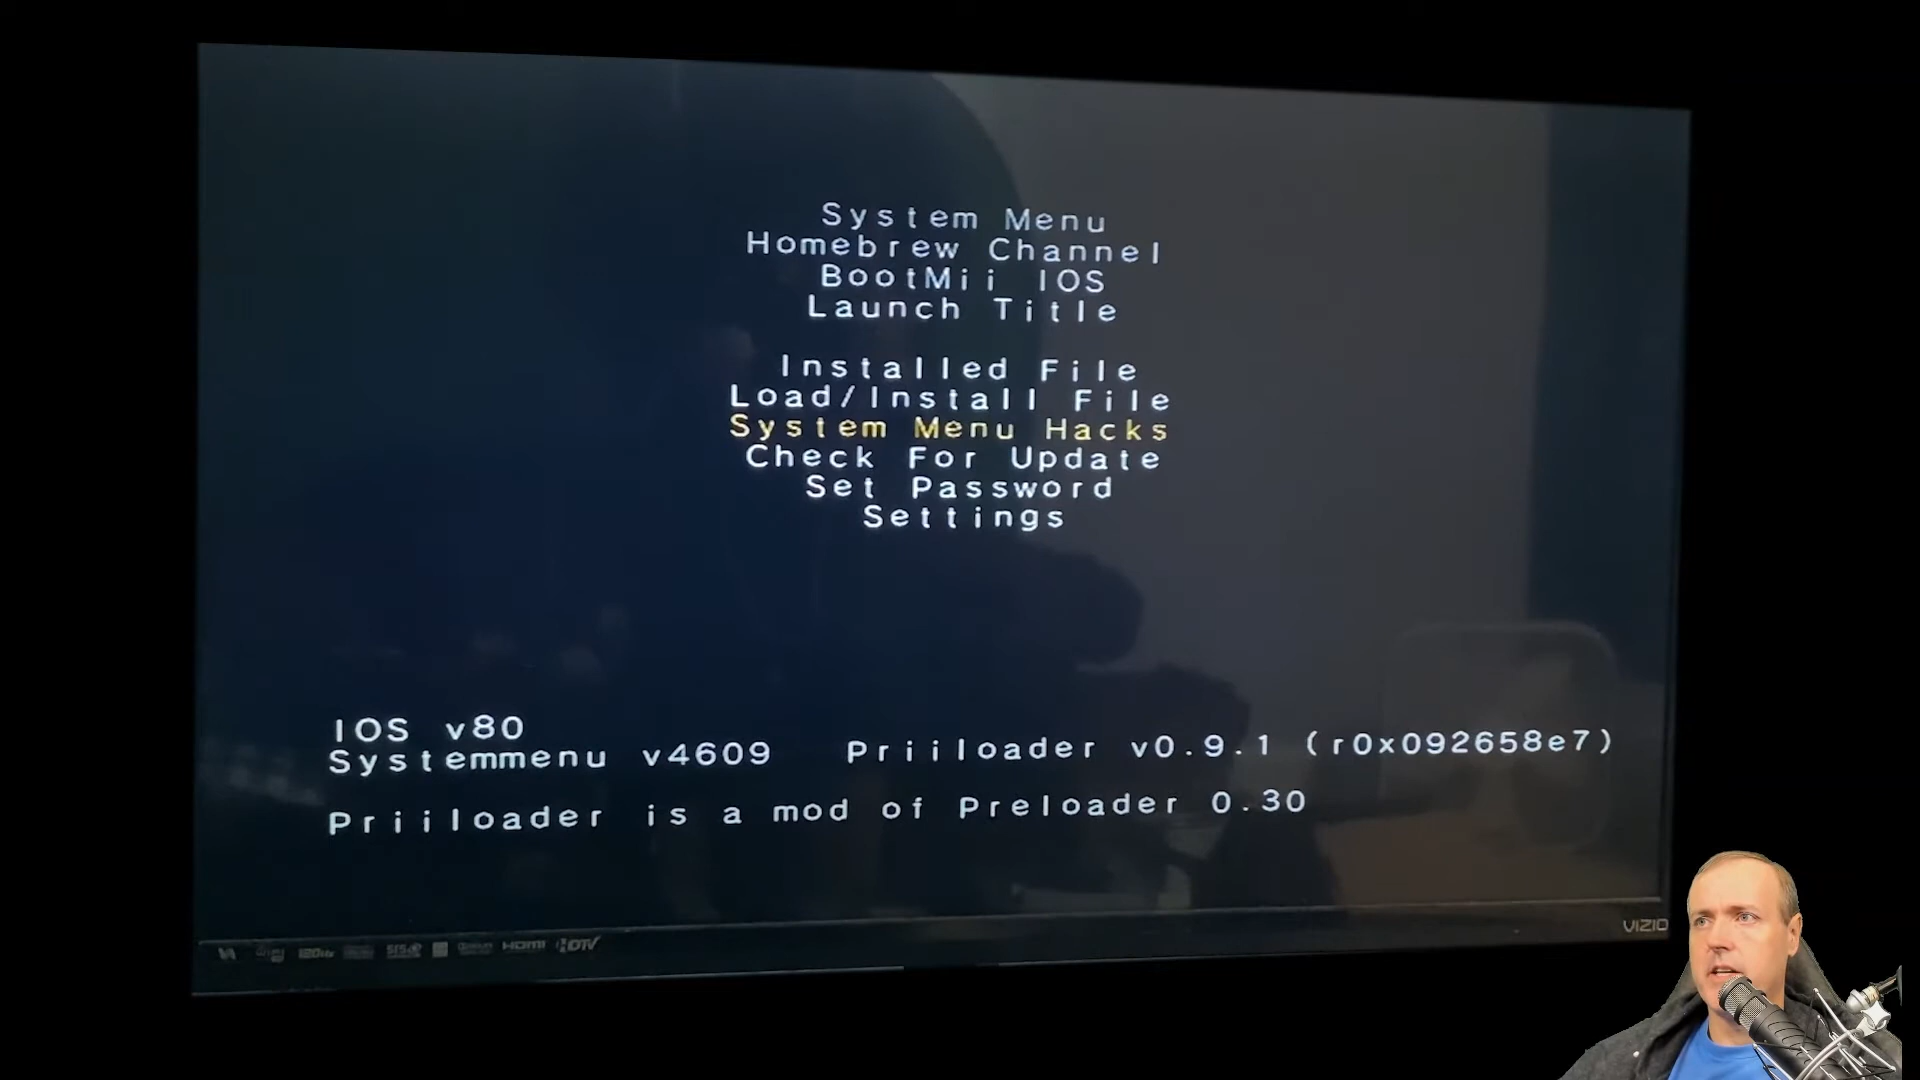 System Menu
Homebrew Channel
BootMii IOS
Launch Title
Installed File
Load/Install File
System Menu Hacks
Check For Update
Set Password
Settings
IOS v80
Systemmenu v4609
Priiloader v0.9.1 (r0x092658e7)
Priiloader is a mod of Preloader 0.30
VIZIO
120Hz
HDMI
HDTV